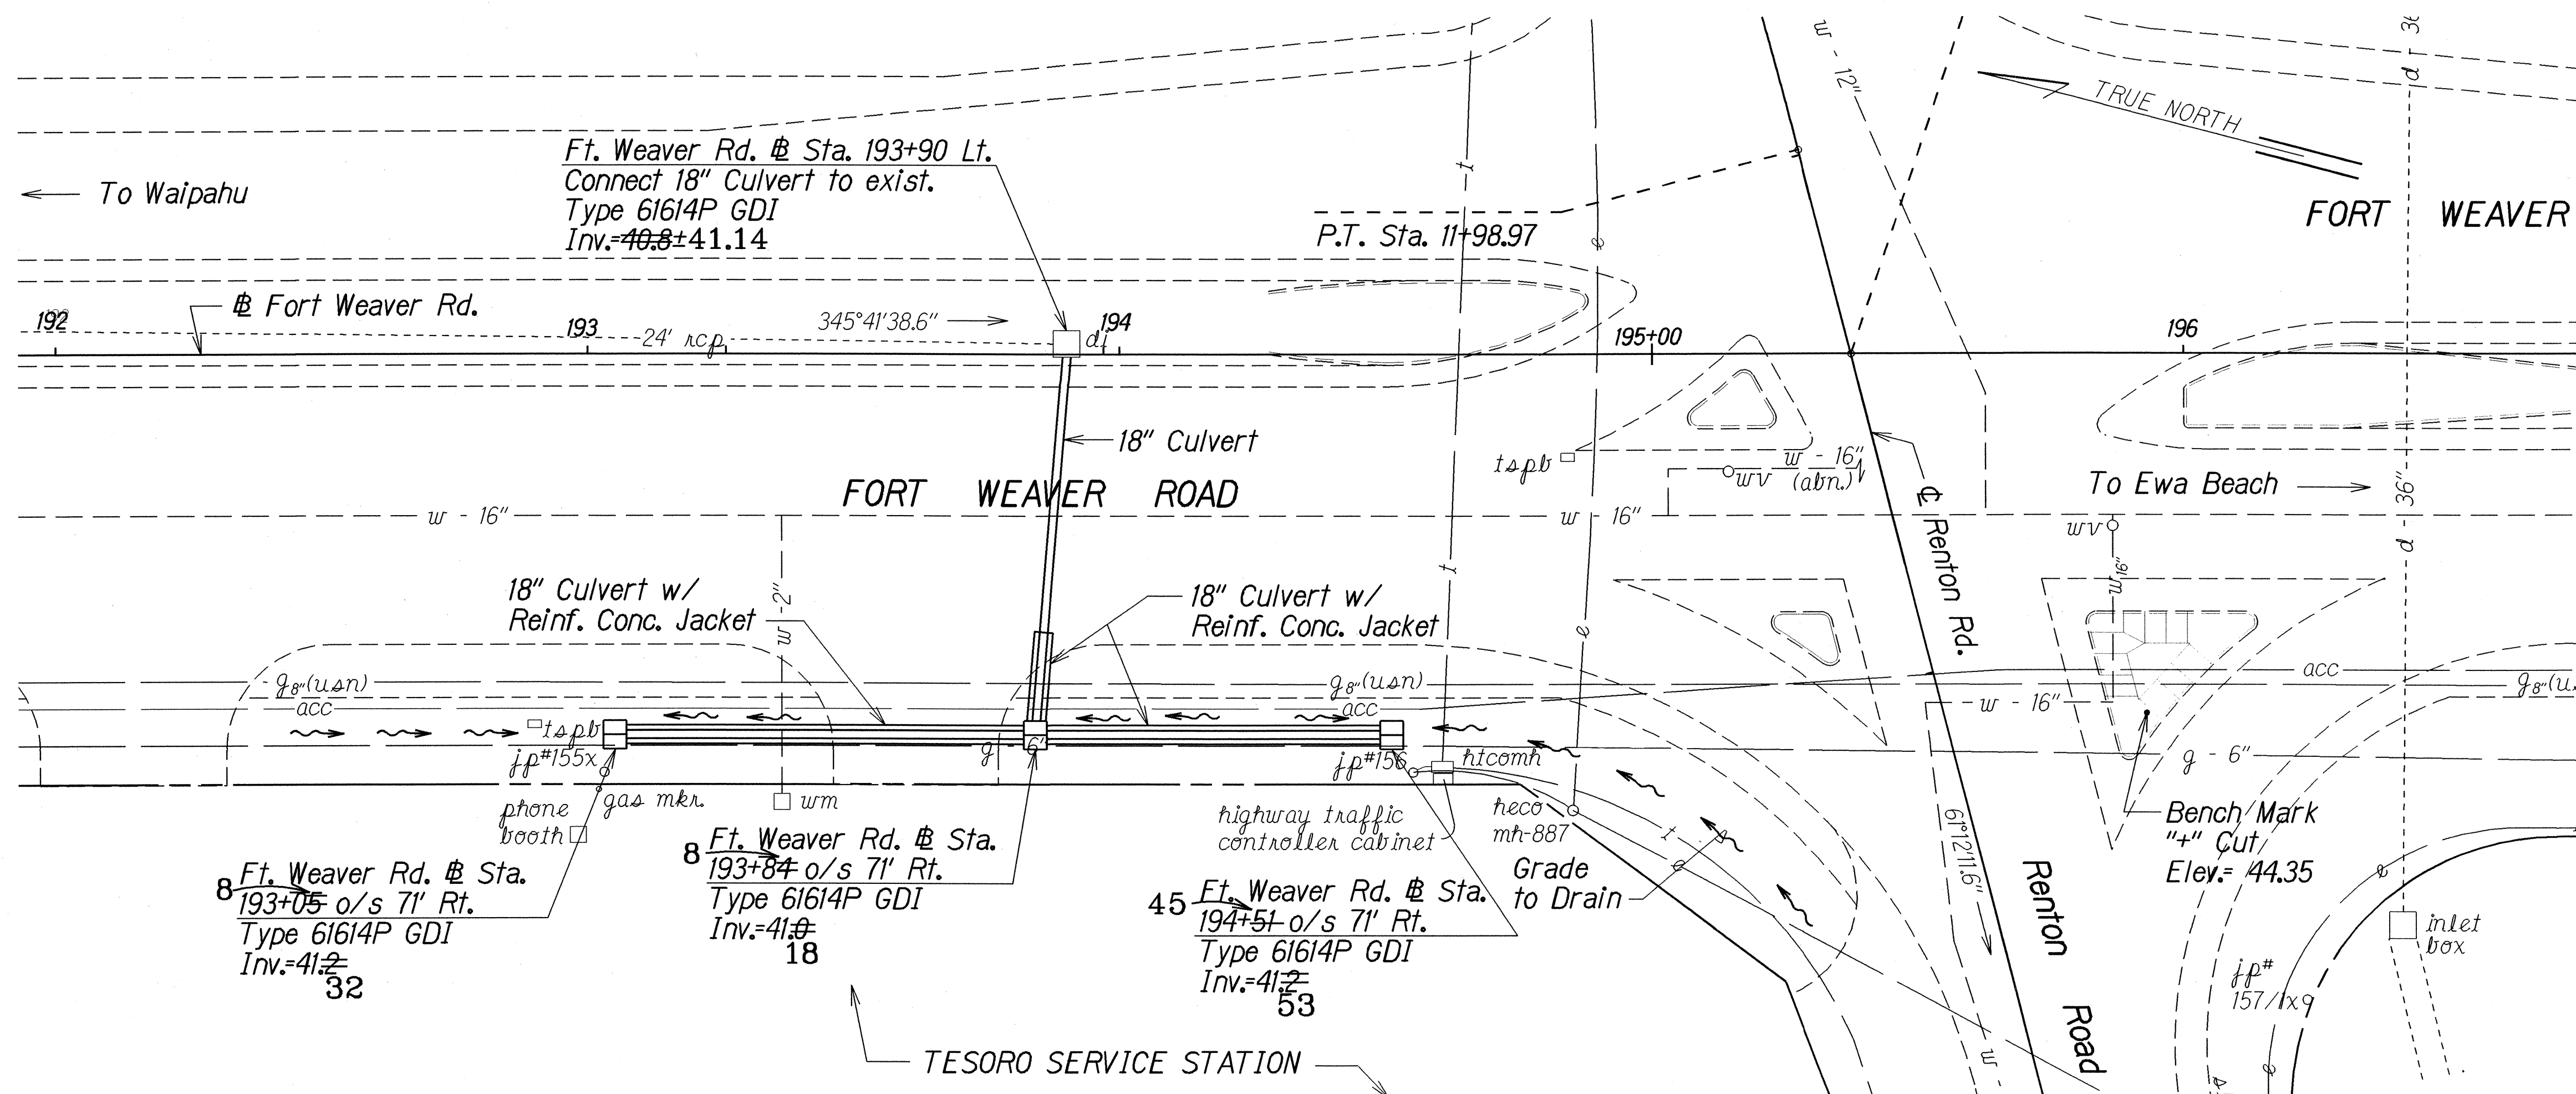 TRUE NORTH
w - 12"
d - 36
FORT WEAVER
To Waipahu
Ft. Weaver Rd. ℄ Sta. 193+90 Lt.
Connect 18" Culvert to exist.
Type 61614P GDI
Inv.=40.8±41.14
P.T. Sta. 11+98.97
t
e
℄ Fort Weaver Rd.
192
193
24' rcp
345°41'38.6"
di
194
195+00
196
18" Culvert
tspb
w - 16"
wv (abn.)
FORT WEAVER ROAD
To Ewa Beach
d 36"
w - 16"
w - 16"
wv
w 16"
d
℄ Renton Rd.
18" Culvert w/
Reinf. Conc. Jacket
w - 2"
w
18" Culvert w/
Reinf. Conc. Jacket
t
e
g8"(usn)
acc
g8"(usn)
acc
acc
g8"(u.
w - 16"
tspb
jp#155x
g 6"
jp#156
htcomh
g - 6"
gas mkr.
phone
booth
wm
highway traffic
controller cabinet
heco
mh-887
t
e
Grade
to Drain
61°12'11.6"
Bench Mark
"+" Cut
Elev.= 44.35
Ft. Weaver Rd. ℄ Sta.
8 193+05 o/s 71' Rt.
Type 61614P GDI
Inv.=41.2
32
Ft. Weaver Rd. ℄ Sta.
8 193+84 o/s 71' Rt.
Type 61614P GDI
Inv.=41.0
18
Ft. Weaver Rd. ℄ Sta.
45 194+51 o/s 71' Rt.
Type 61614P GDI
Inv.=41.2
53
Renton Road
e
inlet
box
jp#
157/1x9
w -
e
TESORO SERVICE STATION